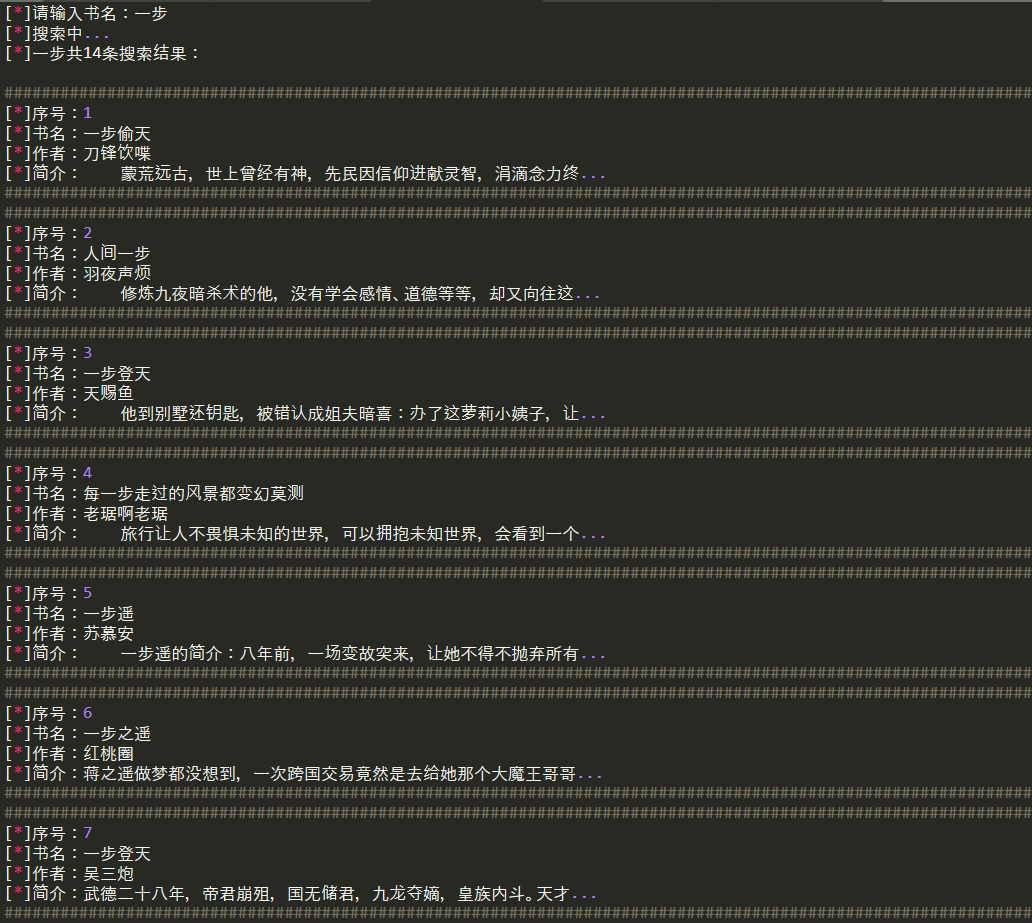 [*]请输入书名：一步
[*]搜索中...
[*]一步共14条搜索结果：
##########################################################################################################################
[*]序号：1
[*]书名：一步偷天
[*]作者：刀锋饮喋
[*]简介：    蒙荒远古，世上曾经有神，先民因信仰进献灵智，涓滴念力终...
##########################################################################################################################
##########################################################################################################################
[*]序号：2
[*]书名：人间一步
[*]作者：羽夜声烦
[*]简介：    修炼九夜暗杀术的他，没有学会感情、道德等等，却又向往这...
##########################################################################################################################
##########################################################################################################################
[*]序号：3
[*]书名：一步登天
[*]作者：天赐鱼
[*]简介：    他到别墅还钥匙，被错认成姐夫暗喜：办了这萝莉小姨子，让...
##########################################################################################################################
##########################################################################################################################
[*]序号：4
[*]书名：每一步走过的风景都变幻莫测
[*]作者：老琚啊老琚
[*]简介：    旅行让人不畏惧未知的世界，可以拥抱未知世界，会看到一个...
##########################################################################################################################
##########################################################################################################################
[*]序号：5
[*]书名：一步遥
[*]作者：苏慕安
[*]简介：    一步遥的简介：八年前，一场变故突来，让她不得不抛弃所有...
##########################################################################################################################
##########################################################################################################################
[*]序号：6
[*]书名：一步之遥
[*]作者：红桃圈
[*]简介：蒋之遥做梦都没想到，一次跨国交易竟然是去给她那个大魔王哥哥...
##########################################################################################################################
##########################################################################################################################
[*]序号：7
[*]书名：一步登天
[*]作者：吴三炮
[*]简介：武德二十八年，帝君崩殂，国无储君，九龙夺嫡，皇族内斗。天才...
##########################################################################################################################